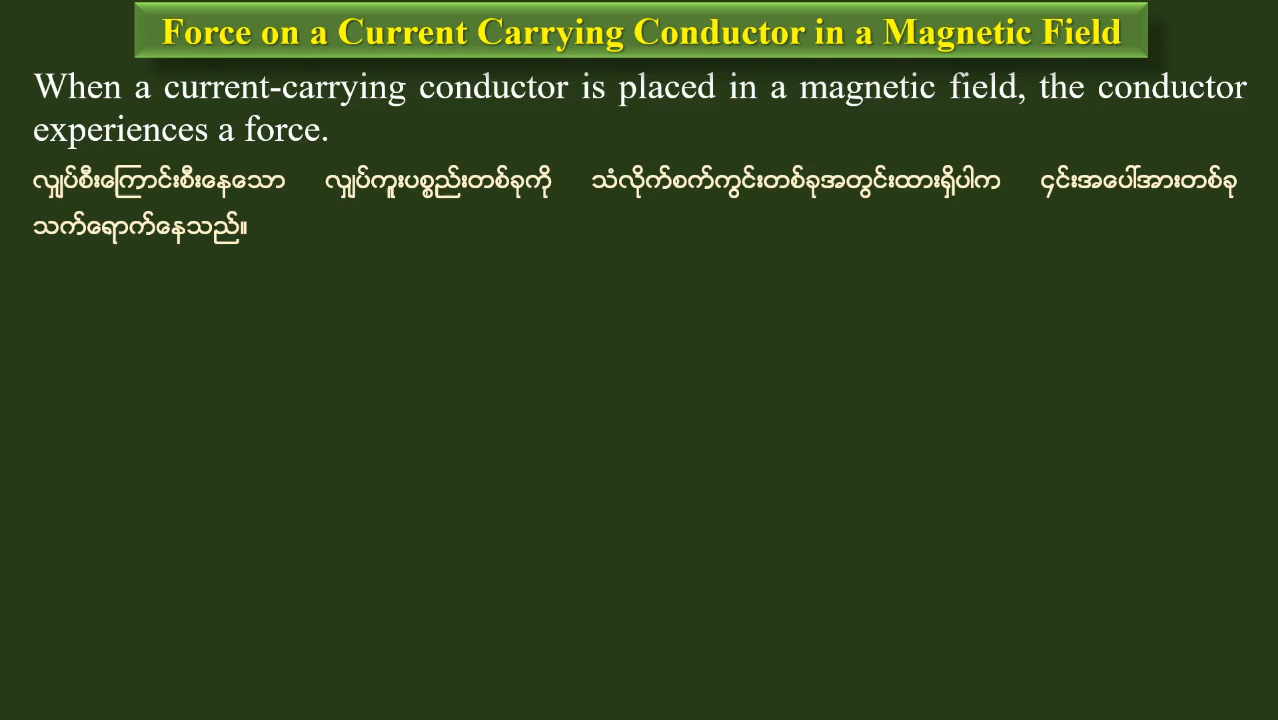 Force on a Current Carrying Conductor in a Magnetic Field
When a current-carrying conductor is placed in a magnetic field, the conductor
experiences a force.
လျှပ်စီးကြောင်းစီးနေသော လျှပ်ကူးပစ္စည်းတစ်ခုကို သံလိုက်စက်ကွင်းတစ်ခုအတွင်းထားရှိပါက ၄င်းအပေါ်အားတစ်ခု
သက်ရောက်နေသည်။